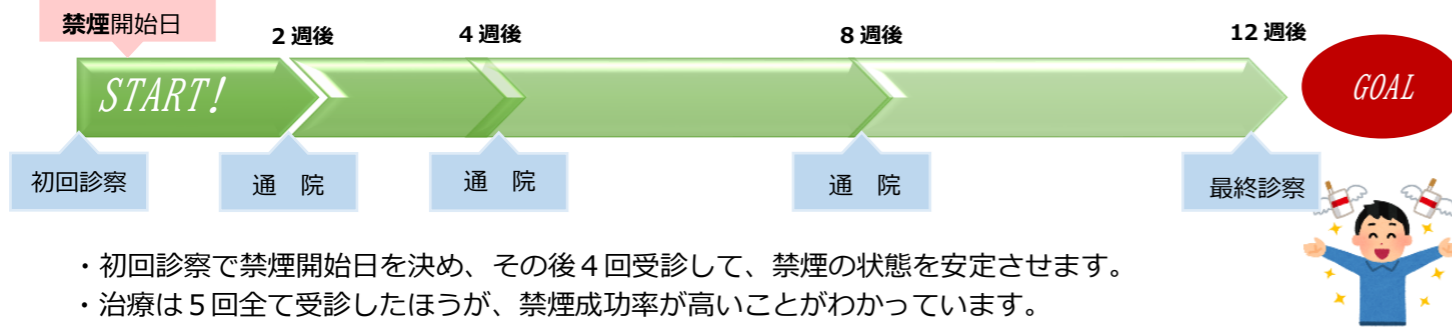 禁煙開始日
2 週後
4 週後
8 週後
12 週後
START!
GOAL
初回診察
通　院
通　院
通　院
最終診察
・初回診察で禁煙開始日を決め、その後４回受診して、禁煙の状態を安定させます。
・治療は５回全て受診したほうが、禁煙成功率が高いことがわかっています。